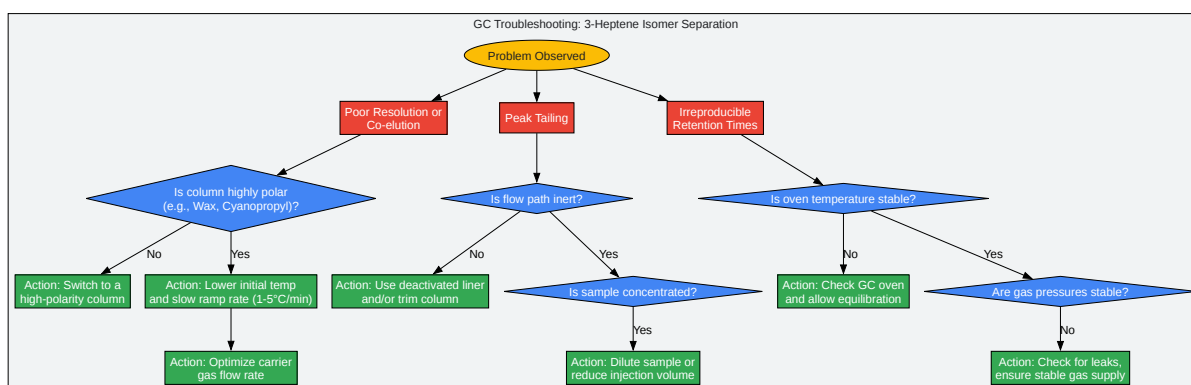 GC Troubleshooting: 3-Heptene Isomer Separation
Problem Observed
Poor Resolution or
Co-elution
Peak Tailing
Irreproducible
Retention Times
Is column highly polar
(e.g., Wax, Cyanopropyl)?
Is flow path inert?
Is oven temperature stable?
No
Yes
No
Yes
No
Yes
Action: Switch to a
high-polarity column
Action: Lower initial temp
and slow ramp rate (1-5°C/min)
Action: Use deactivated liner
and/or trim column
Is sample concentrated?
Action: Check GC oven
and allow equilibration
Are gas pressures stable?
Yes
No
Action: Optimize carrier
gas flow rate
Action: Dilute sample or
reduce injection volume
Action: Check for leaks,
ensure stable gas supply